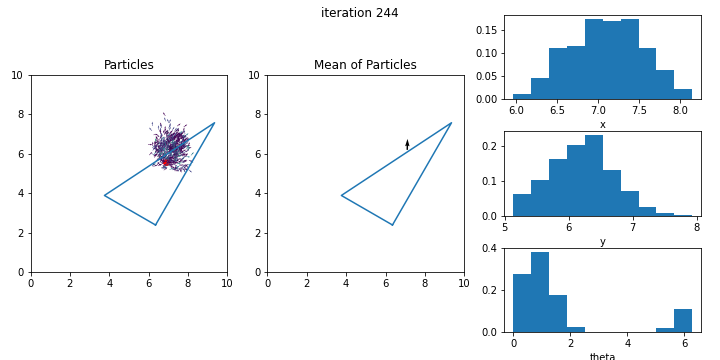 iteration 244
Particles
10
8
6
4
2
0
0 2 4 6 8 10
Mean of Particles
10
8
6
4
2
0
0 2 4 6 8 10
0.15
0.10
0.05
0.00
6.0 6.5 7.0 7.5 8.0
x
0.2
0.1
0.0
5 6 7 8
y
0.4
0.2
0.0
0 2 4 6
theta